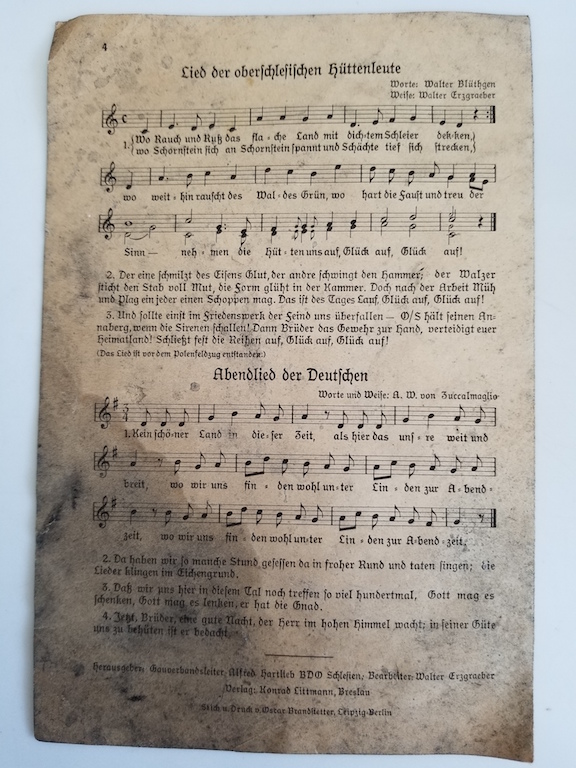 4
Lied der oberschlesischen Hüttenleute
Worte: Walter Blüthgen
Weise: Walter Erzgraeber
1. {Wo Rauch und Ruß das fla=che Land mit dich=tem Schleier dek=ken,}
{wo Schornstein sich an Schornstein spannt und Schächte tief sich strecken,}
wo weit=hin rauscht des Wal=des Grün, wo hart die Faust und treu der
Sinn — neh=men die Hüt=ten uns auf, Glück auf, Glück auf!
2. Der eine schmilzt des Eisens Glut, der andre schwingt den Hammer; der Walzer
sticht den Stab voll Mut, die Form glüht in der Kammer. Doch nach der Arbeit Müh
und Plag ein jeder einen Schoppen mag. Das ist des Tages Lauf, Glück auf, Glück auf!
3. Und sollte einst im Friedenswerk der Feind uns überfallen — O/S hält seinen An=
naberg, wenn die Sirenen schallen! Dann Brüder das Gewehr zur Hand, verteidigt euer
Heimatland! Schließt fest die Reihen auf, Glück auf, Glück auf!
(Das Lied ist vor dem Polenfeldzug entstanden.)
Abendlied der Deutschen
Worte und Weise: A. W. von Zuccalmaglio
1. Kein schö=ner Land in die=ser Zeit, als hier das uns=re weit und
breit, wo wir uns fin=den wohl un=ter Lin=den zur A=bend=
zeit, wo wir uns fin=den wohl un=ter Lin=den zur A=bend=zeit.
2. Da haben wir so manche Stund gesessen da in froher Rund und taten singen; die
Lieder klingen im Eichengrund.
3. Daß wir uns hier in diesem Tal noch treffen so viel hundertmal, Gott mag es
schenken, Gott mag es lenken, er hat die Gnad.
4. Jetzt, Brüder, eine gute Nacht, der Herr im hohen Himmel wacht; in seiner Güte
uns zu behüten ist er bedacht.
Herausgeber: Gauverbandsleiter Alfred Hartlieb BDO Schlesien; Bearbeiter: Walter Erzgraeber
Verlag: Konrad Littmann, Breslau
Stich u. Druck v. Oscar Brandstetter, Leipzig-Berlin